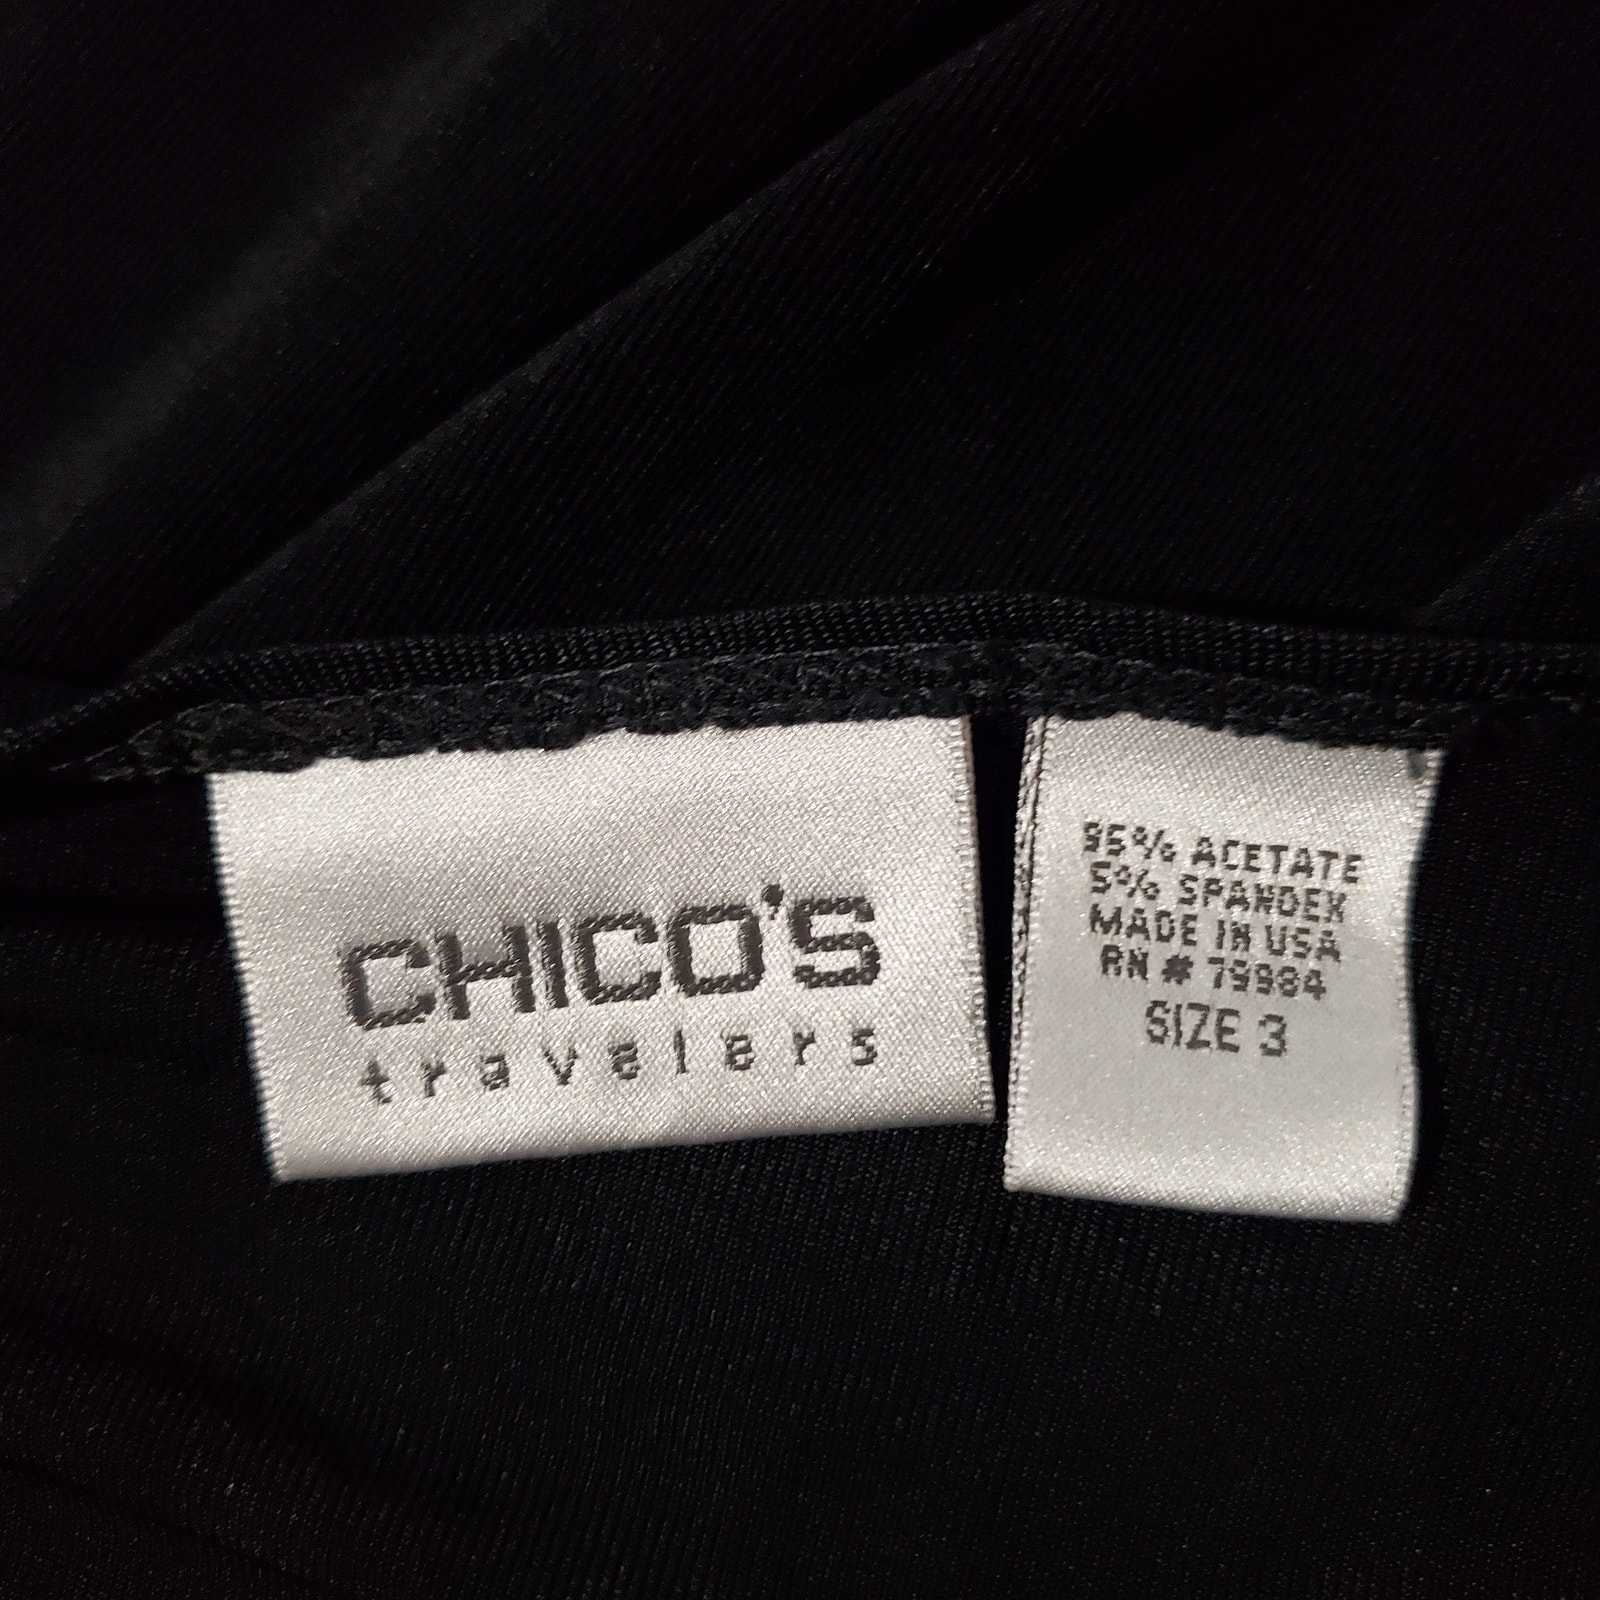 CHICO'S
travelers
95% ACETATE
5% SPANDEX
MADE IN USA
RN # 79984
SIZE 3